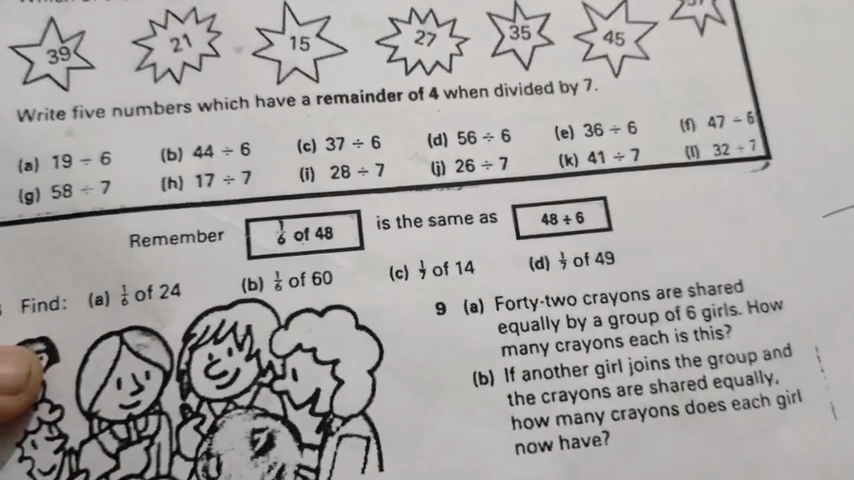 39 21 15 27 35 45
Write five numbers which have a remainder of 4 when divided by 7.
(a) 19 ÷ 6 (b) 44 ÷ 6 (c) 37 ÷ 6 (d) 56 ÷ 6 (e) 36 ÷ 6 (f) 47 ÷ 6
(g) 58 ÷ 7 (h) 17 ÷ 7 (i) 28 ÷ 7 (j) 26 ÷ 7 (k) 41 ÷ 7 (l) 32 ÷ 7
Remember 1/6 of 48 is the same as 48 ÷ 6
Find: (a) 1/6 of 24 (b) 1/6 of 60 (c) 1/7 of 14 (d) 1/7 of 49
9 (a) Forty-two crayons are shared
equally by a group of 6 girls. How
many crayons each is this?
(b) If another girl joins the group and
the crayons are shared equally,
how many crayons does each girl
now have?